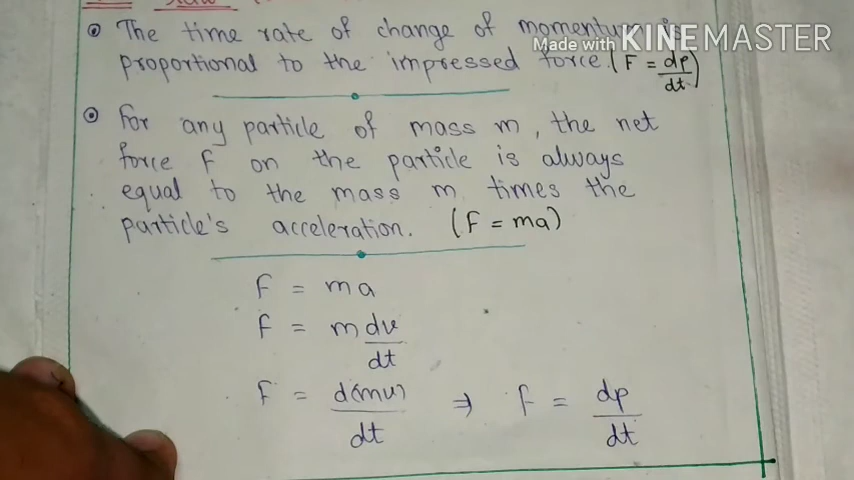 The time rate of change of momentum is
proportional to the impressed force. (F = dp/dt)
Made with KINEMASTER
For any particle of mass m, the net
force F on the particle is always
equal to the mass m times the
particle's acceleration. (F = ma)
F = ma
F = m dv/dt
F = d(mv)/dt ⇒ F = dp/dt